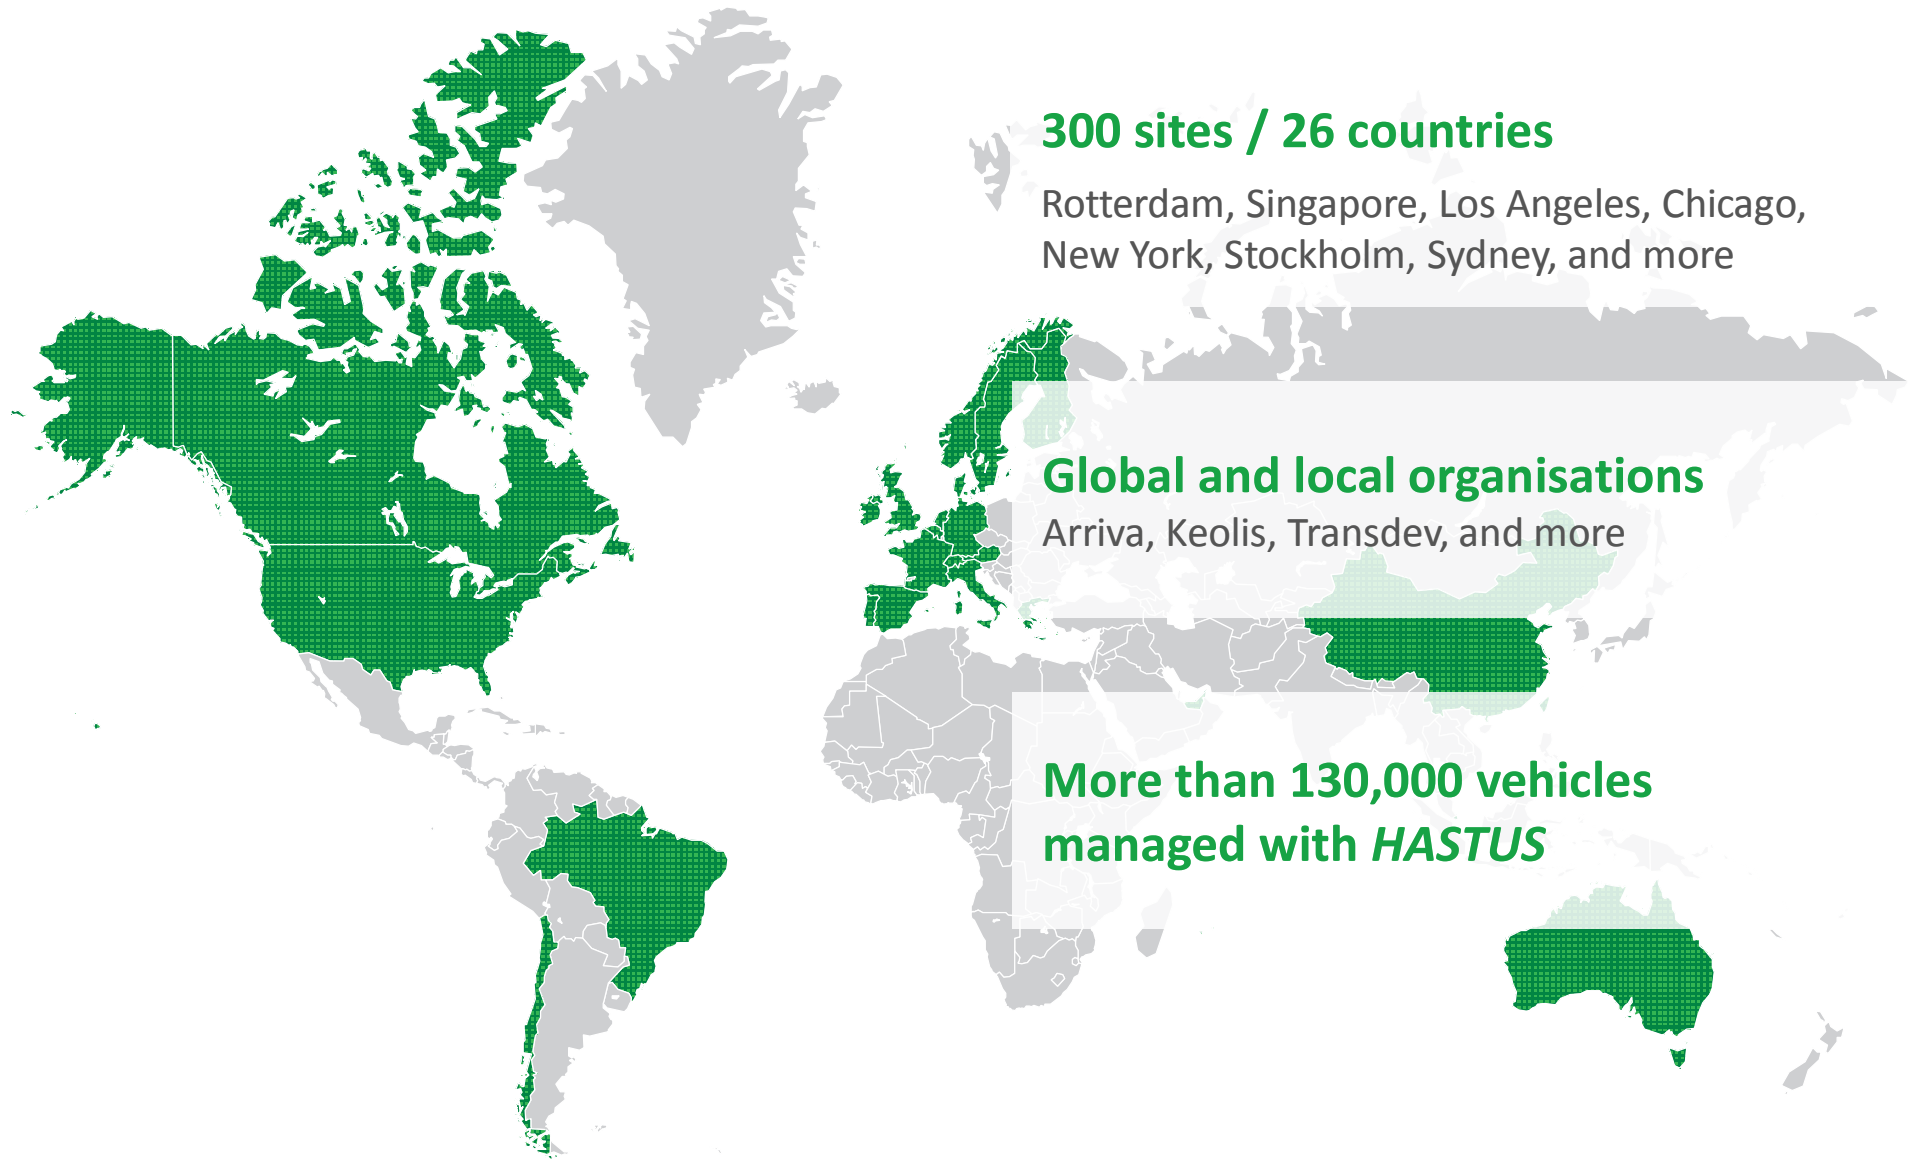 300 sites / 26 countries
Rotterdam, Singapore, Los Angeles, Chicago,
New York, Stockholm, Sydney, and more
Global and local organisations
Arriva, Keolis, Transdev, and more
More than 130,000 vehicles
managed with HASTUS